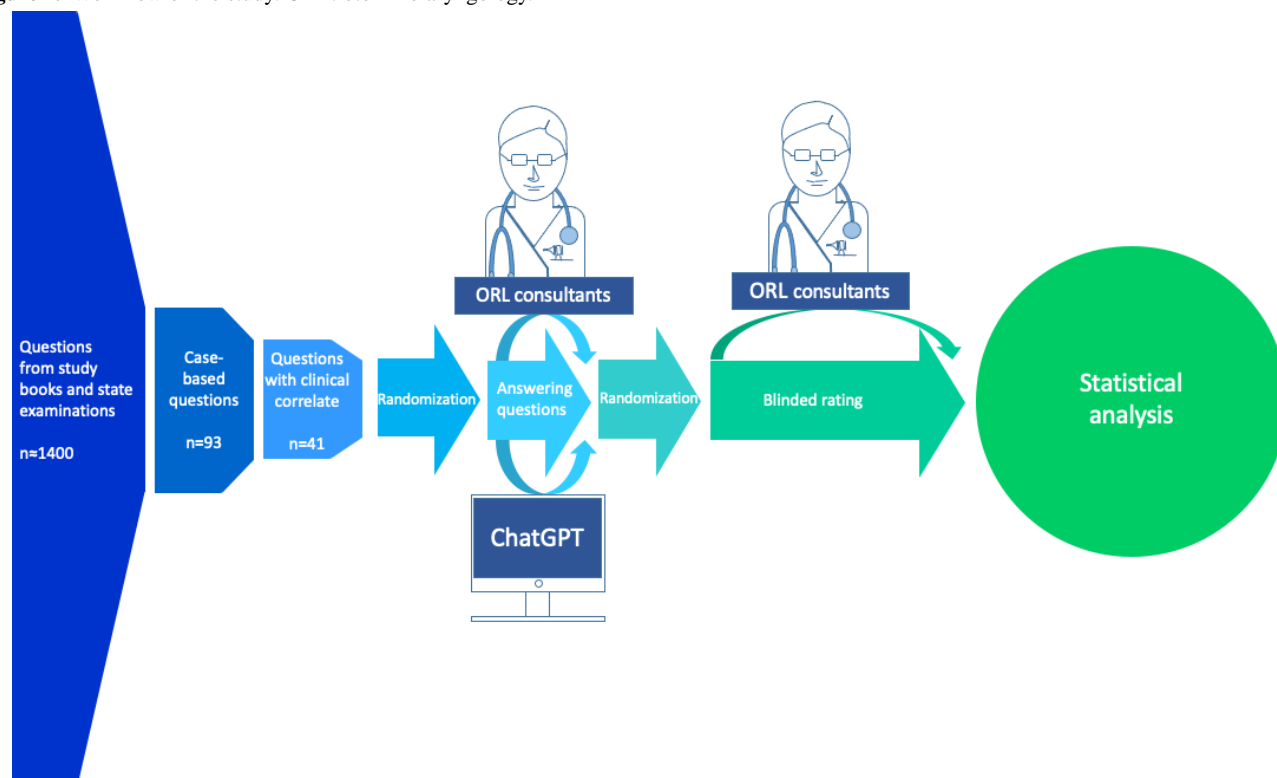 ORL consultants
ORL consultants
Questions
from study
books and state
examinations
n≈1400
Case-
based
questions
n=93
Questions
with clinical
correlate
n=41
Randomization
Answering
questions
Randomization
Blinded rating
Statistical
analysis
ChatGPT